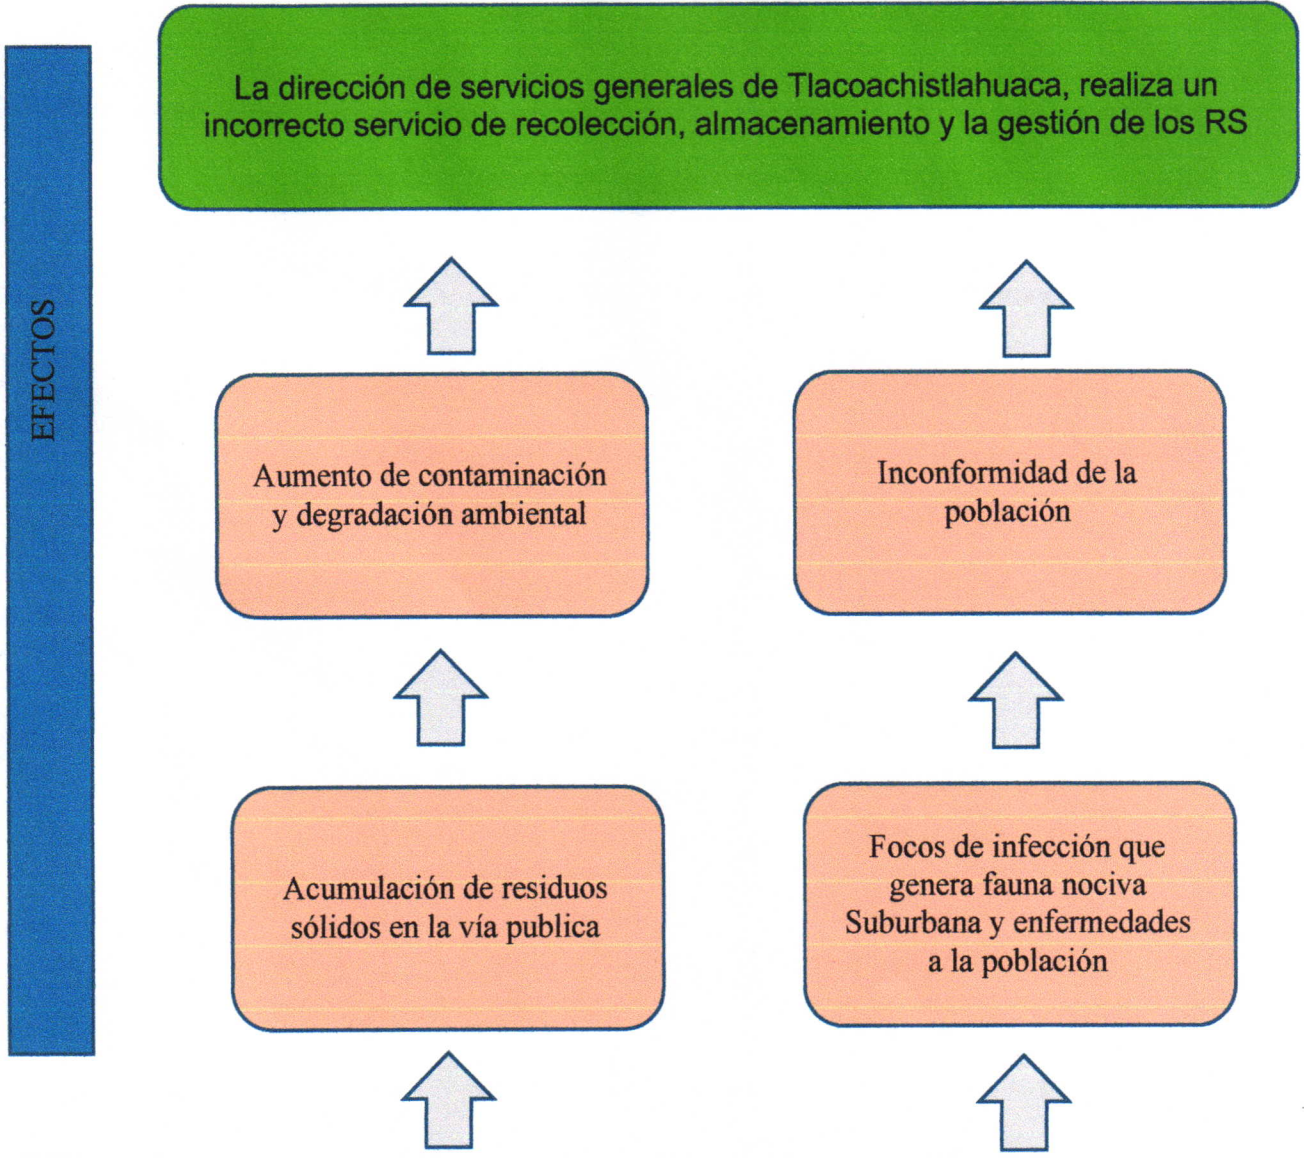 La dirección de servicios generales de Tlacoachistlahuaca, realiza un
incorrecto servicio de recolección, almacenamiento y la gestión de los RS
EFECTOS
Aumento de contaminación
y degradación ambiental
Inconformidad de la
población
Acumulación de residuos
sólidos en la vía publica
Focos de infección que
genera fauna nociva
Suburbana y enfermedades
a la población